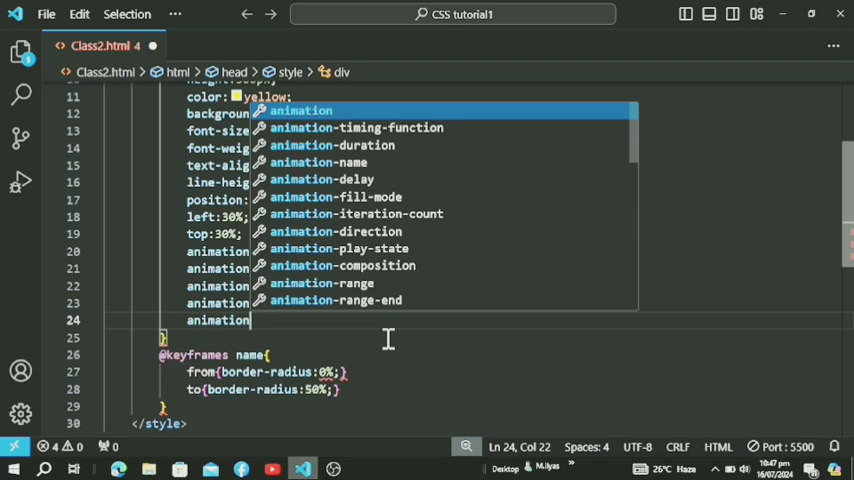 File Edit Selection ··· CSS tutorial1
Class2.html 4
Class2.html > html > head > style > div
11 color: yellow;
animation
12 backgroun
animation-timing-function
13 font-size
animation-duration
14 font-weig
animation-name
15 text-alig
animation-delay
16 line-heig
animation-fill-mode
17 position:
animation-iteration-count
18 left:30%;
animation-direction
19 top:30%;
animation-play-state
20 animation
animation-composition
21 animation
animation-range
22 animation
animation-range-end
23 animation
24 animation
25 }
26 @keyframes name{
27 from{border-radius:0%;}
28 to{border-radius:50%;}
29 }
30 </style>
4 0 0 Ln 24, Col 22 Spaces: 4 UTF-8 CRLF HTML Port : 5500
Desktop M.Ilyas » 26°C Haze 10:47 pm
16/07/2024